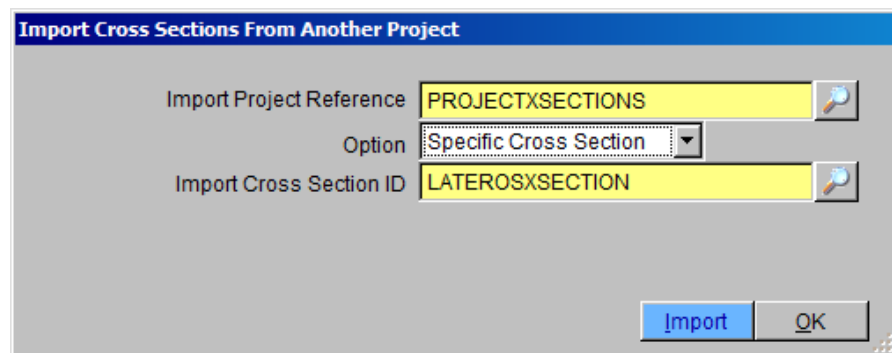 Import Cross Sections From Another Project
Import Project Reference PROJECTXSECTIONS
Option Specific Cross Section
Import Cross Section ID LATEROSXSECTION
Import OK